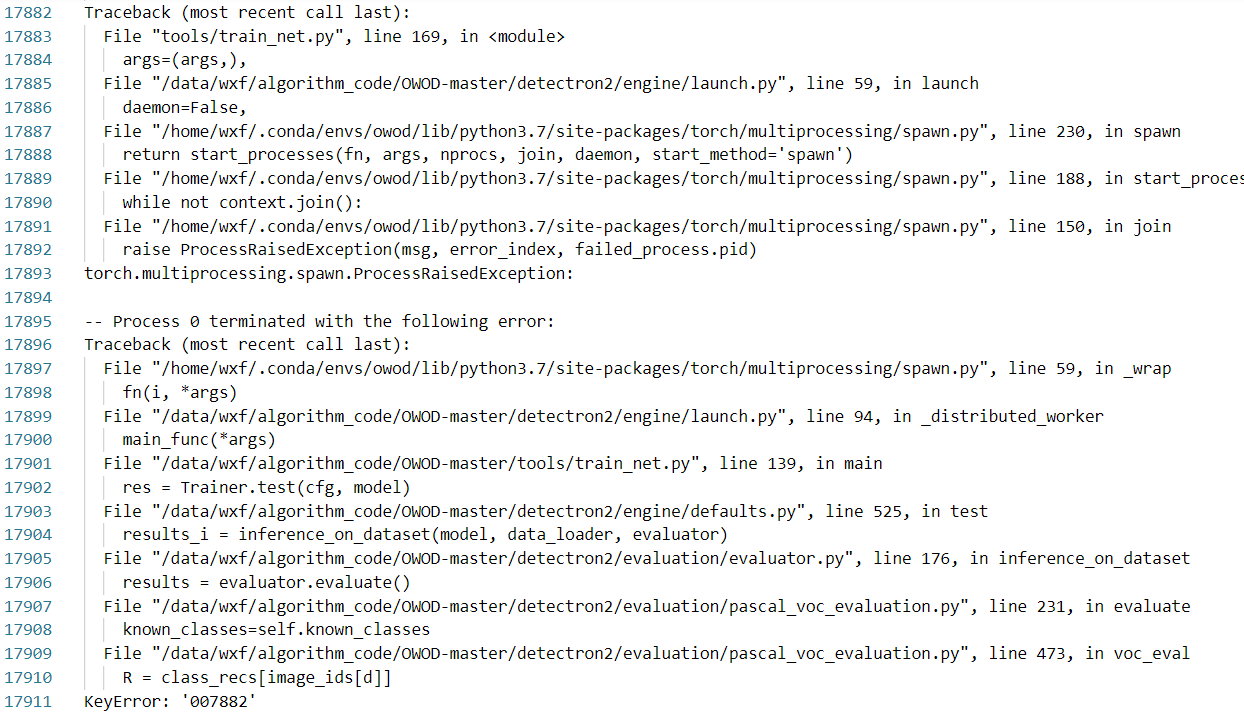 17882 Traceback (most recent call last):
17883 File "tools/train_net.py", line 169, in <module>
17884 args=(args,),
17885 File "/data/wxf/algorithm_code/OWOD-master/detectron2/engine/launch.py", line 59, in launch
17886 daemon=False,
17887 File "/home/wxf/.conda/envs/owod/lib/python3.7/site-packages/torch/multiprocessing/spawn.py", line 230, in spawn
17888 return start_processes(fn, args, nprocs, join, daemon, start_method='spawn')
17889 File "/home/wxf/.conda/envs/owod/lib/python3.7/site-packages/torch/multiprocessing/spawn.py", line 188, in start_proces
17890 while not context.join():
17891 File "/home/wxf/.conda/envs/owod/lib/python3.7/site-packages/torch/multiprocessing/spawn.py", line 150, in join
17892 raise ProcessRaisedException(msg, error_index, failed_process.pid)
17893 torch.multiprocessing.spawn.ProcessRaisedException:
17894
17895 -- Process 0 terminated with the following error:
17896 Traceback (most recent call last):
17897 File "/home/wxf/.conda/envs/owod/lib/python3.7/site-packages/torch/multiprocessing/spawn.py", line 59, in _wrap
17898 fn(i, *args)
17899 File "/data/wxf/algorithm_code/OWOD-master/detectron2/engine/launch.py", line 94, in _distributed_worker
17900 main_func(*args)
17901 File "/data/wxf/algorithm_code/OWOD-master/tools/train_net.py", line 139, in main
17902 res = Trainer.test(cfg, model)
17903 File "/data/wxf/algorithm_code/OWOD-master/detectron2/engine/defaults.py", line 525, in test
17904 results_i = inference_on_dataset(model, data_loader, evaluator)
17905 File "/data/wxf/algorithm_code/OWOD-master/detectron2/evaluation/evaluator.py", line 176, in inference_on_dataset
17906 results = evaluator.evaluate()
17907 File "/data/wxf/algorithm_code/OWOD-master/detectron2/evaluation/pascal_voc_evaluation.py", line 231, in evaluate
17908 known_classes=self.known_classes
17909 File "/data/wxf/algorithm_code/OWOD-master/detectron2/evaluation/pascal_voc_evaluation.py", line 473, in voc_eval
17910 R = class_recs[image_ids[d]]
17911 KeyError: '007882'